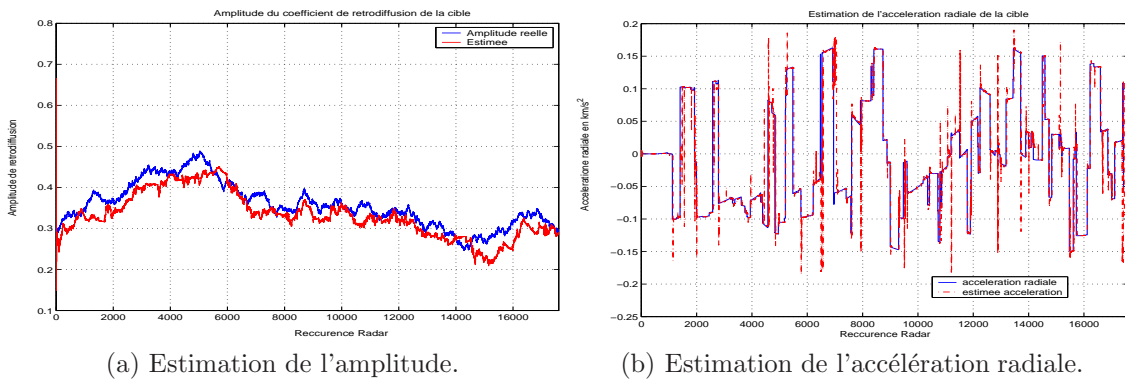 Amplitude du coefficient de retrodiffusion de la cible
Amplitude reelle
Estimee
Amplitude de retrodiffusion
0.8
0.7
0.6
0.5
0.4
0.3
0.2
0.1
0 2000 4000 6000 8000 10000 12000 14000 16000
Reccurence Radar
(a) Estimation de l'amplitude.
Estimation de l'acceleration radiale de la cible
Acceleratione radiale en km/s²
0.2
0.15
0.1
0.05
0
−0.05
−0.1
−0.15
−0.2
−0.25
acceleration radiale
estimee acceleration
0 2000 4000 6000 8000 10000 12000 14000 16000
Reccurence Radar
(b) Estimation de l'accélération radiale.